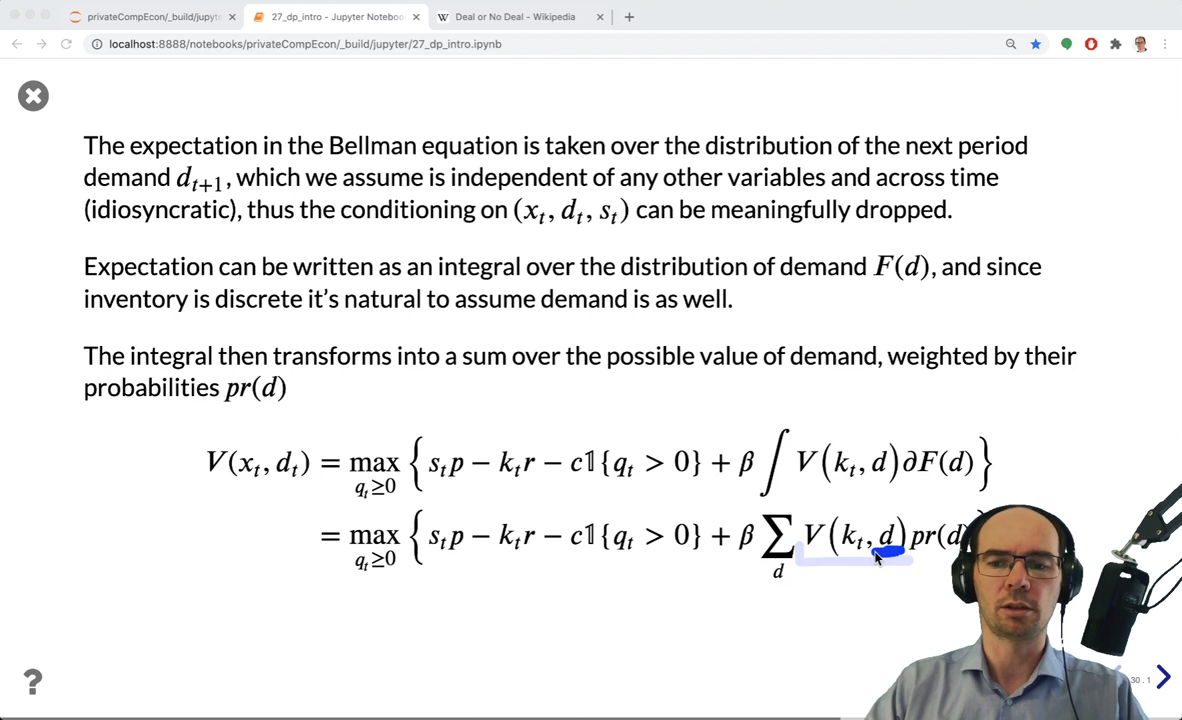 privateCompEcon/_build/jupyt
27_dp_intro - Jupyter Noteboo
W Deal or No Deal - Wikipedia
localhost:8888/notebooks/privateCompEcon/_build/jupyter/27_dp_intro.ipynb
The expectation in the Bellman equation is taken over the distribution of the next period
demand d_{t+1}, which we assume is independent of any other variables and across time
(idiosyncratic), thus the conditioning on (x_t, d_t, s_t) can be meaningfully dropped.
Expectation can be written as an integral over the distribution of demand F(d), and since
inventory is discrete it's natural to assume demand is as well.
The integral then transforms into a sum over the possible value of demand, weighted by their
probabilities pr(d)
V(x_t, d_t) = max_{q_t≥0} { s_t p − k_t r − c𝟙{q_t > 0} + β ∫ V(k_t, d)∂F(d) }
= max_{q_t≥0} { s_t p − k_t r − c𝟙{q_t > 0} + β ∑_d V(k_t, d)pr(d)
?
30.1